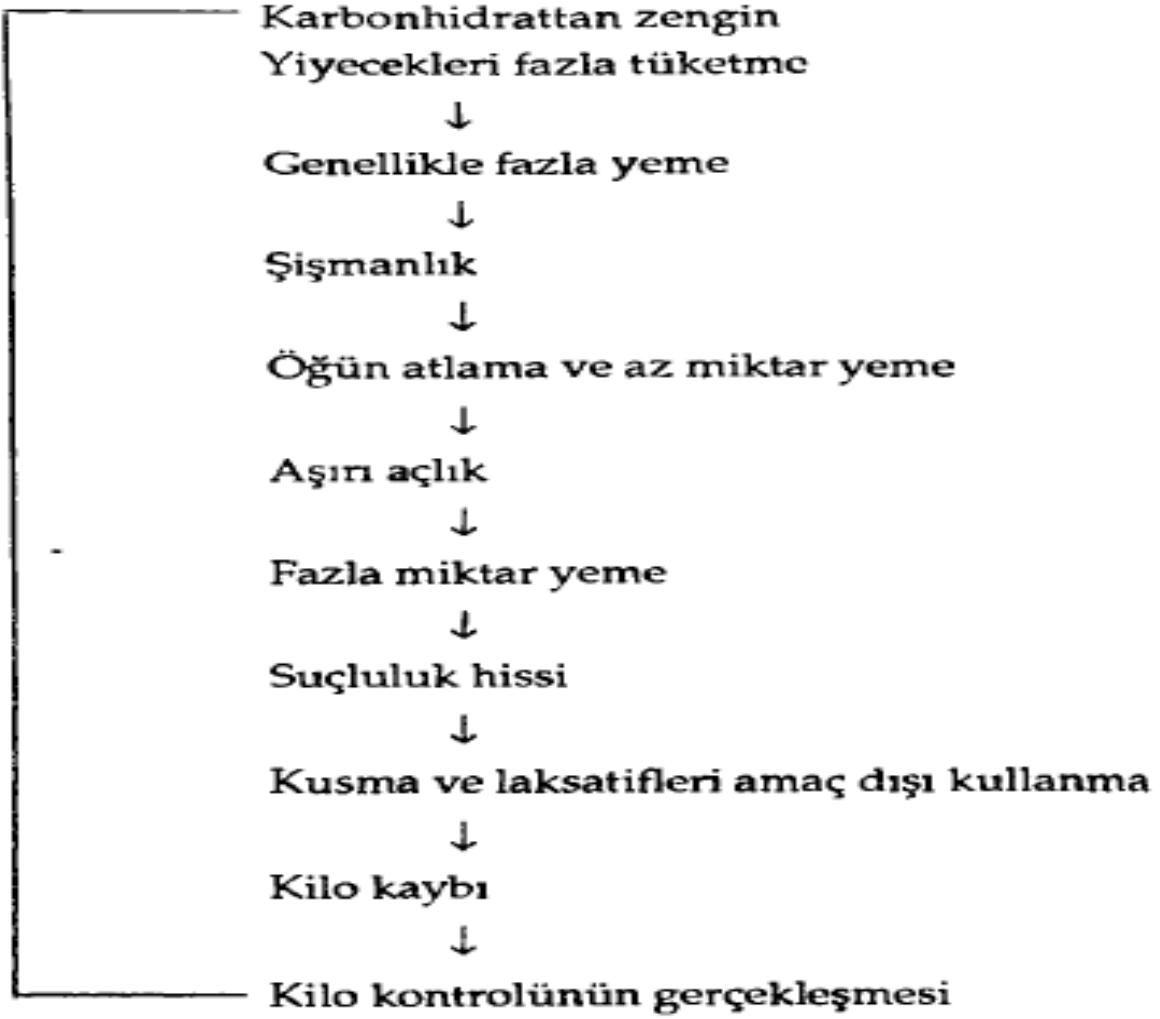 Karbonhidrattan zengin
Yiyecekleri fazla tüketme
↓
Genellikle fazla yeme
↓
Şişmanlık
↓
Öğün atlama ve az miktar yeme
↓
Aşırı açlık
↓
Fazla miktar yeme
↓
Suçluluk hissi
↓
Kusma ve laksatifleri amaç dışı kullanma
↓
Kilo kaybı
↓
Kilo kontrolünün gerçekleşmesi